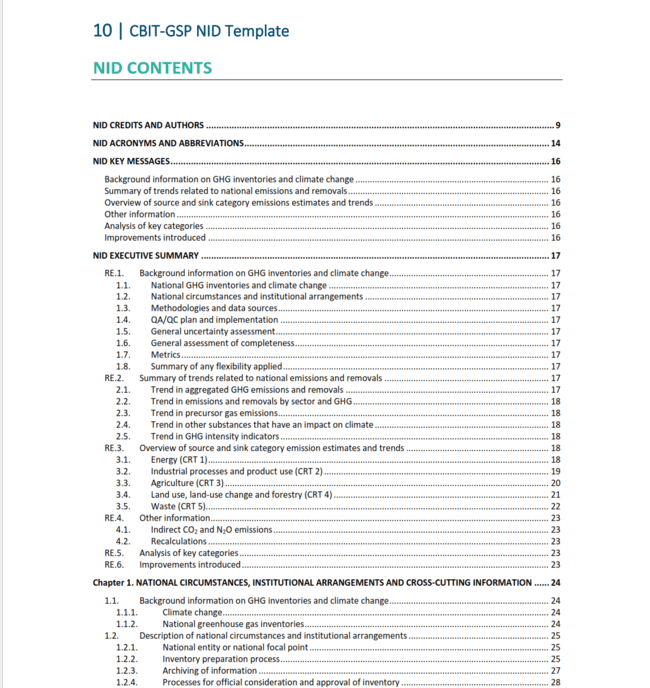 10 | CBIT-GSP NID Template
NID CONTENTS
NID CREDITS AND AUTHORS 9
NID ACRONYMS AND ABBREVIATIONS 14
NID KEY MESSAGES 16
Background information on GHG inventories and climate change 16
Summary of trends related to national emissions and removals 16
Overview of source and sink category emissions estimates and trends 16
Other information 16
Analysis of key categories 16
Improvements introduced 16
NID EXECUTIVE SUMMARY 17
RE.1. Background information on GHG inventories and climate change 17
1.1. National GHG inventories and climate change 17
1.2. National circumstances and institutional arrangements 17
1.3. Methodologies and data sources 17
1.4. QA/QC plan and implementation 17
1.5. General uncertainty assessment 17
1.6. General assessment of completeness 17
1.7. Metrics 17
1.8. Summary of any flexibility applied 17
RE.2. Summary of trends related to national emissions and removals 17
2.1. Trend in aggregated GHG emissions and removals 17
2.2. Trend in emissions and removals by sector and GHG 18
2.3. Trend in precursor gas emissions 18
2.4. Trend in other substances that have an impact on climate 18
2.5. Trend in GHG intensity indicators 18
RE.3. Overview of source and sink category emission estimates and trends 18
3.1. Energy (CRT 1) 18
3.2. Industrial processes and product use (CRT 2) 19
3.3. Agriculture (CRT 3) 20
3.4. Land use, land-use change and forestry (CRT 4) 21
3.5. Waste (CRT 5) 22
RE.4. Other information 23
4.1. Indirect CO₂ and N₂O emissions 23
4.2. Recalculations 23
RE.5. Analysis of key categories 23
RE.6. Improvements introduced 23
Chapter 1. NATIONAL CIRCUMSTANCES, INSTITUTIONAL ARRANGEMENTS AND CROSS-CUTTING INFORMATION 24
1.1. Background information on GHG inventories and climate change 24
1.1.1. Climate change 24
1.1.2. National greenhouse gas inventories 24
1.2. Description of national circumstances and institutional arrangements 25
1.2.1. National entity or national focal point 25
1.2.2. Inventory preparation process 25
1.2.3. Archiving of information 27
1.2.4. Processes for official consideration and approval of inventory 28